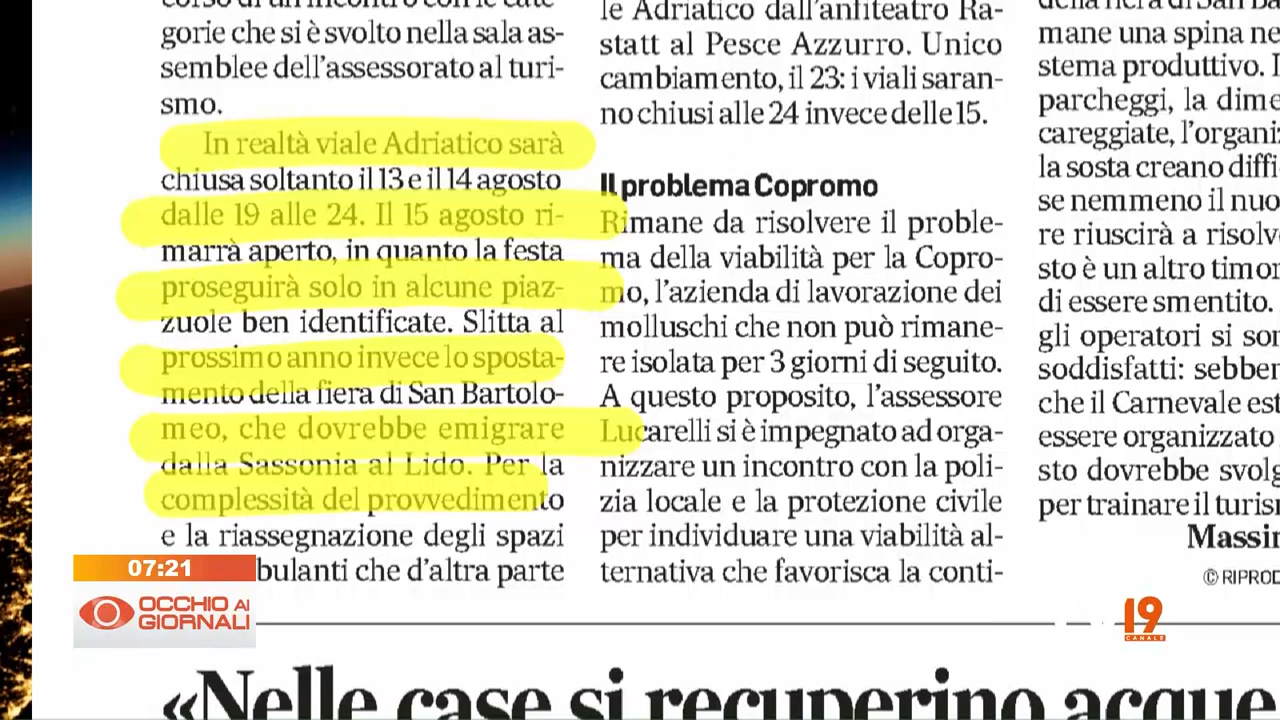 gorie che si è svolto nella sala as-
semblee dell'assessorato al turi-
smo.
In realtà viale Adriatico sarà
chiusa soltanto il 13 e il 14 agosto
dalle 19 alle 24. Il 15 agosto ri-
marrà aperto, in quanto la festa
proseguirà solo in alcune piaz-
zuole ben identificate. Slitta al
prossimo anno invece lo sposta-
mento della fiera di San Bartolo-
meo, che dovrebbe emigrare
dalla Sassonia al Lido. Per la
complessità del provvedimento
e la riassegnazione degli spazi
bulanti che d'altra parte
le Adriatico dall'anfiteatro Ra-
statt al Pesce Azzurro. Unico
cambiamento, il 23: i viali saran-
no chiusi alle 24 invece delle 15.
Il problema Copromo
Rimane da risolvere il proble-
ma della viabilità per la Copro-
mo, l'azienda di lavorazione dei
molluschi che non può rimane-
re isolata per 3 giorni di seguito.
A questo proposito, l'assessore
Lucarelli si è impegnato ad orga-
nizzare un incontro con la poli-
zia locale e la protezione civile
per individuare una viabilità al-
ternativa che favorisca la conti-
mane una spina ne
stema produttivo. I
parcheggi, la dime
careggiate, l'organiz
la sosta creano diffi
se nemmeno il nuo
re riuscirà a risolve
sto è un altro timor
di essere smentito.
gli operatori si son
soddisfatti: sebben
che il Carnevale est
essere organizzato
sto dovrebbe svolg
per trainare il turis
Massin
© RIPROD
07:21
OCCHIO AI
GIORNALI
19
CANALE
«Nelle case si recuperino acque